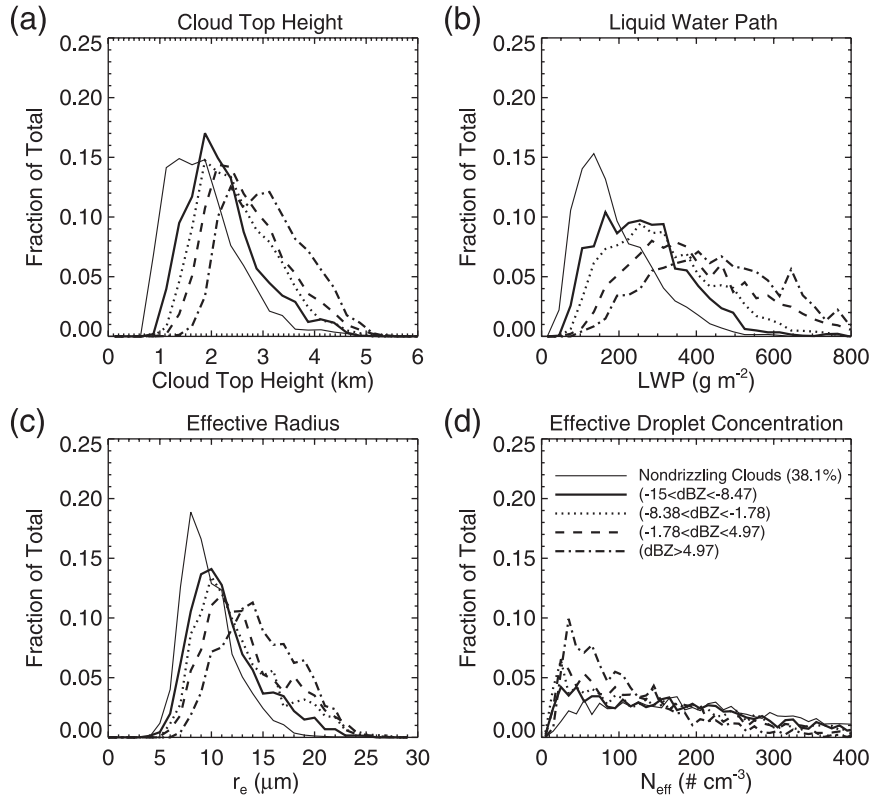 (a) Cloud Top Height
Fraction of Total
0.25
0.20
0.15
0.10
0.05
0.00
0 1 2 3 4 5 6
Cloud Top Height (km)
(b) Liquid Water Path
Fraction of Total
0.25
0.20
0.15
0.10
0.05
0.00
0 200 400 600 800
LWP (g m⁻²)
(c) Effective Radius
Fraction of Total
0.25
0.20
0.15
0.10
0.05
0.00
0 5 10 15 20 25 30
rₑ (μm)
(d) Effective Droplet Concentration
Fraction of Total
0.25
0.20
0.15
0.10
0.05
0.00
Nondrizzling Clouds (38.1%)
(-15<dBZ<-8.47)
(-8.38<dBZ<-1.78)
(-1.78<dBZ<4.97)
(dBZ>4.97)
0 100 200 300 400
N_eff (# cm⁻³)